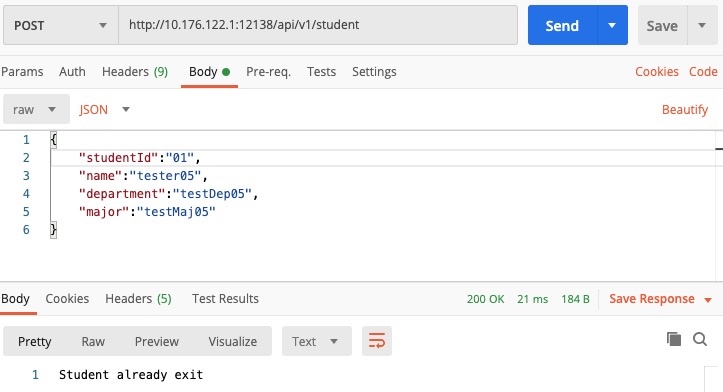 POST http://10.176.122.1:12138/api/v1/student Send Save
Params Auth Headers (9) Body Pre-req. Tests Settings Cookies Code
raw JSON Beautify
1 {
2 "studentId":"01",
3 "name":"tester05",
4 "department":"testDep05",
5 "major":"testMaj05"
6 }
Body Cookies Headers (5) Test Results 200 OK 21 ms 184 B Save Response
Pretty Raw Preview Visualize Text
1 Student already exit